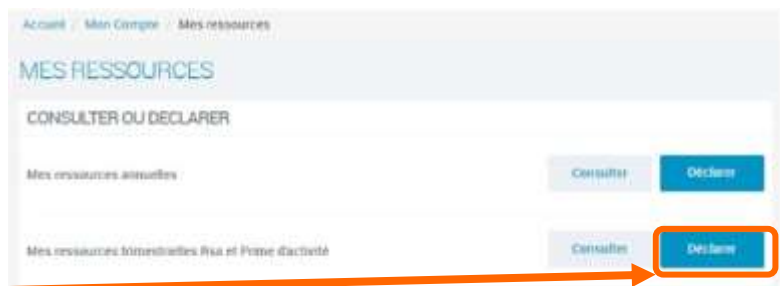 Accueil / Mon Compte / Mes ressources
MES RESSOURCES
CONSULTER OU DECLARER
Mes ressources annuelles Consulter Déclarer
Mes ressources trimestrielles Rsa et Prime d'activité Consulter Déclarer